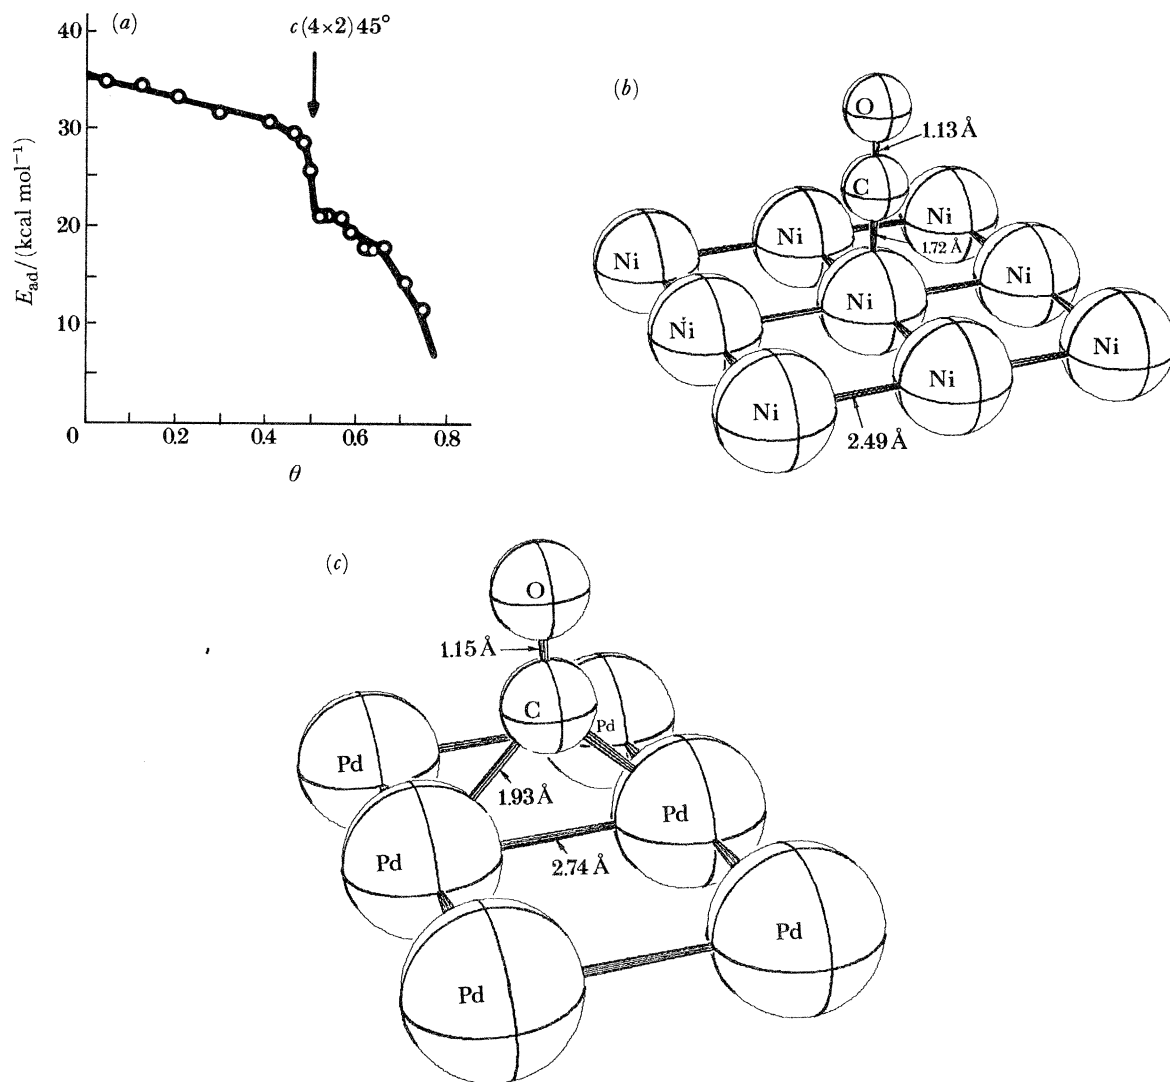 (a)
c(4×2)45°
E_ad/(kcal mol⁻¹)
40
30
20
10
0
0.2
0.4
0.6
0.8
θ
(b)
O
1.13 Å
C
Ni
Ni
1.72 Å
Ni
Ni
Ni
Ni
Ni
Ni
Ni
2.49 Å
(c)
O
1.15 Å
C
Pd
Pd
1.93 Å
Pd
Pd
2.74 Å
Pd
Pd